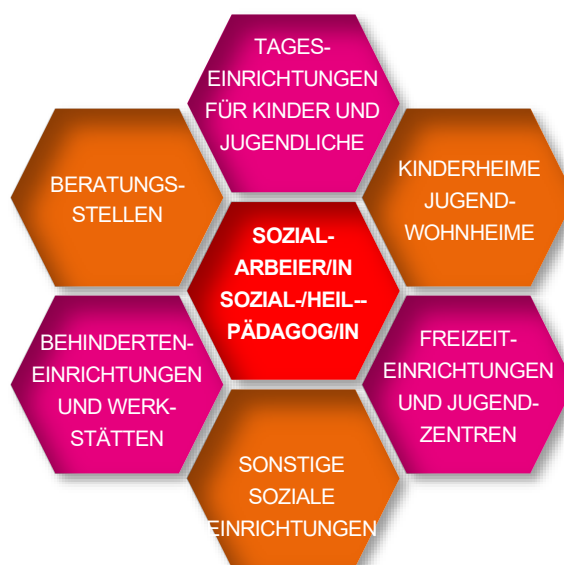 TAGES-
EINRICHTUNGEN
FÜR KINDER UND
JUGENDLICHE
BERATUNGS-
STELLEN
KINDERHEIME
JUGEND-
WOHNHEIME
SOZIAL-
ARBEIER/IN
SOZIAL-/HEIL--
PÄDAGOG/IN
BEHINDERTEN-
EINRICHTUNGEN
UND WERK-
STÄTTEN
FREIZEIT-
EINRICHTUNGEN
UND JUGEND-
ZENTREN
SONSTIGE
SOZIALE
EINRICHTUNGEN